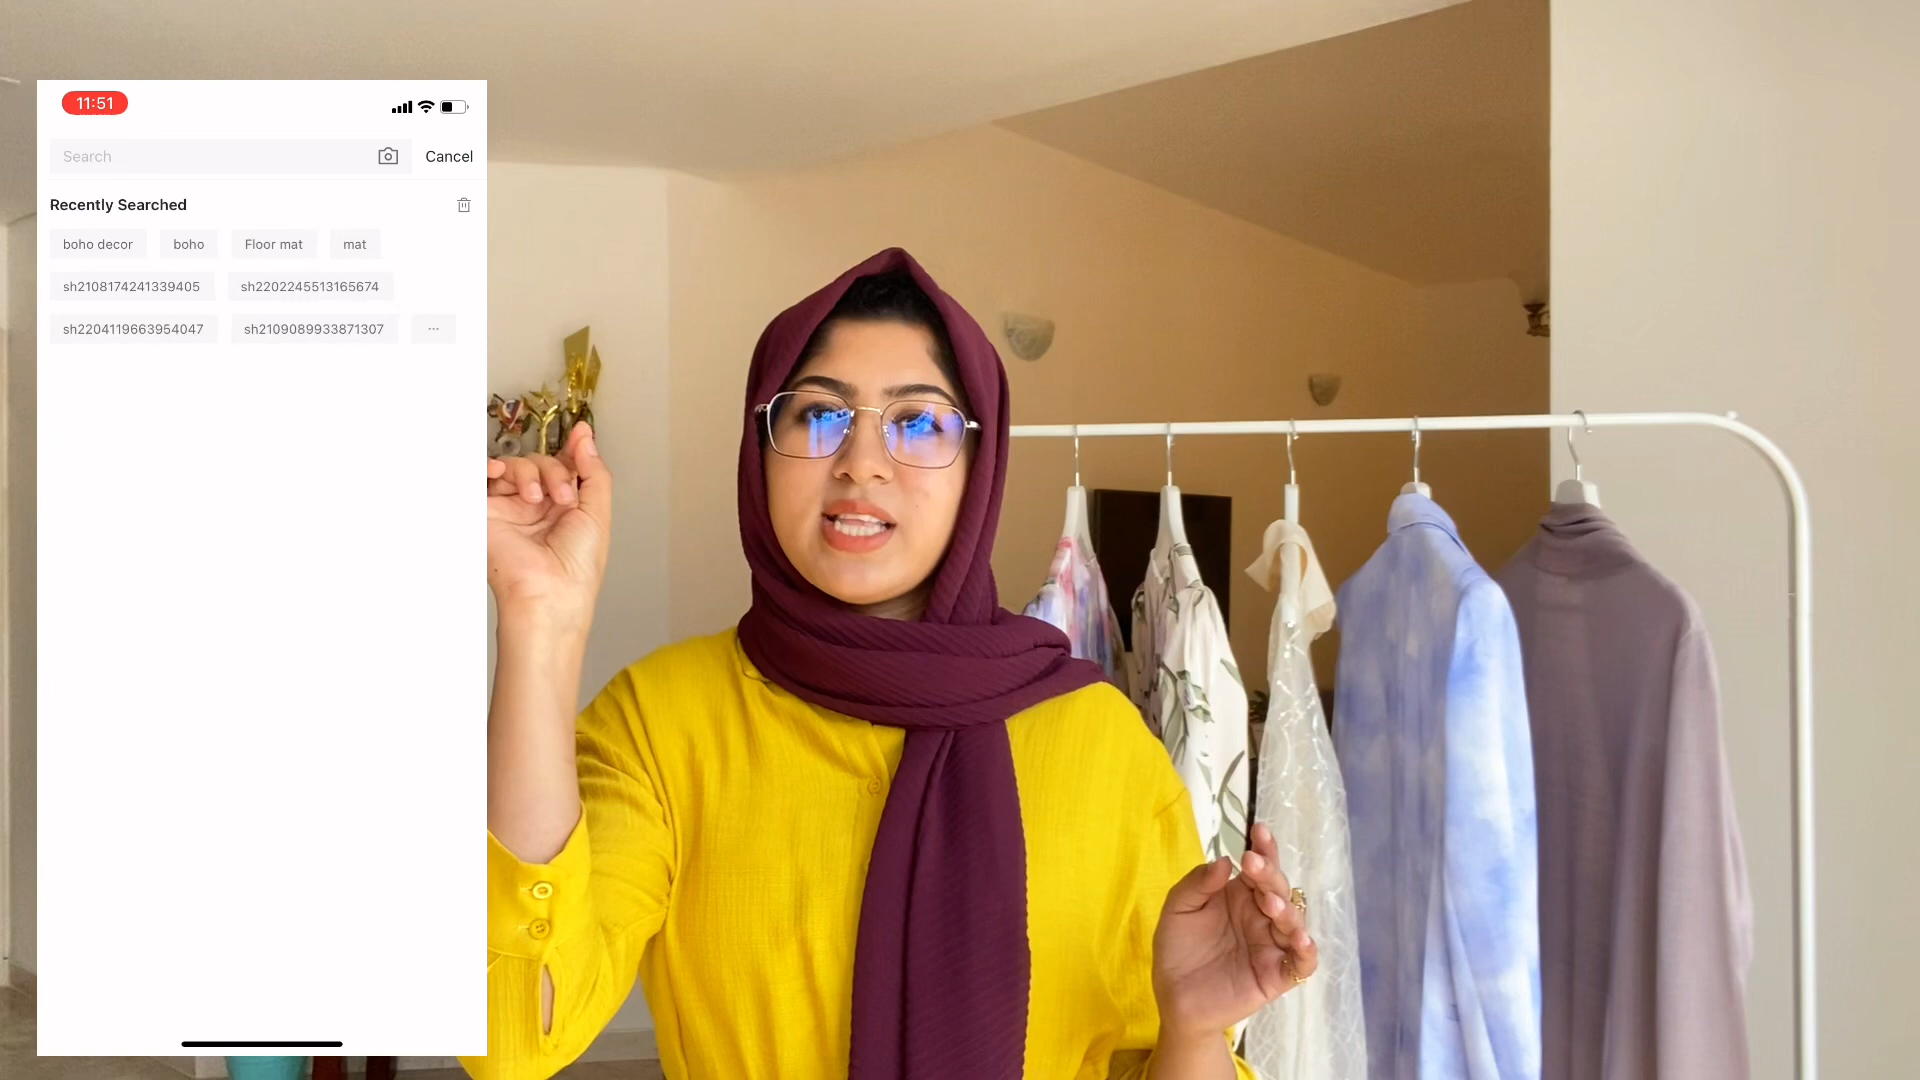 11:51
Search
Cancel
Recently Searched
boho decor boho Floor mat mat
sh2108174241339405 sh2202245513165674
sh2204119663954047 sh2109089933871307 ...